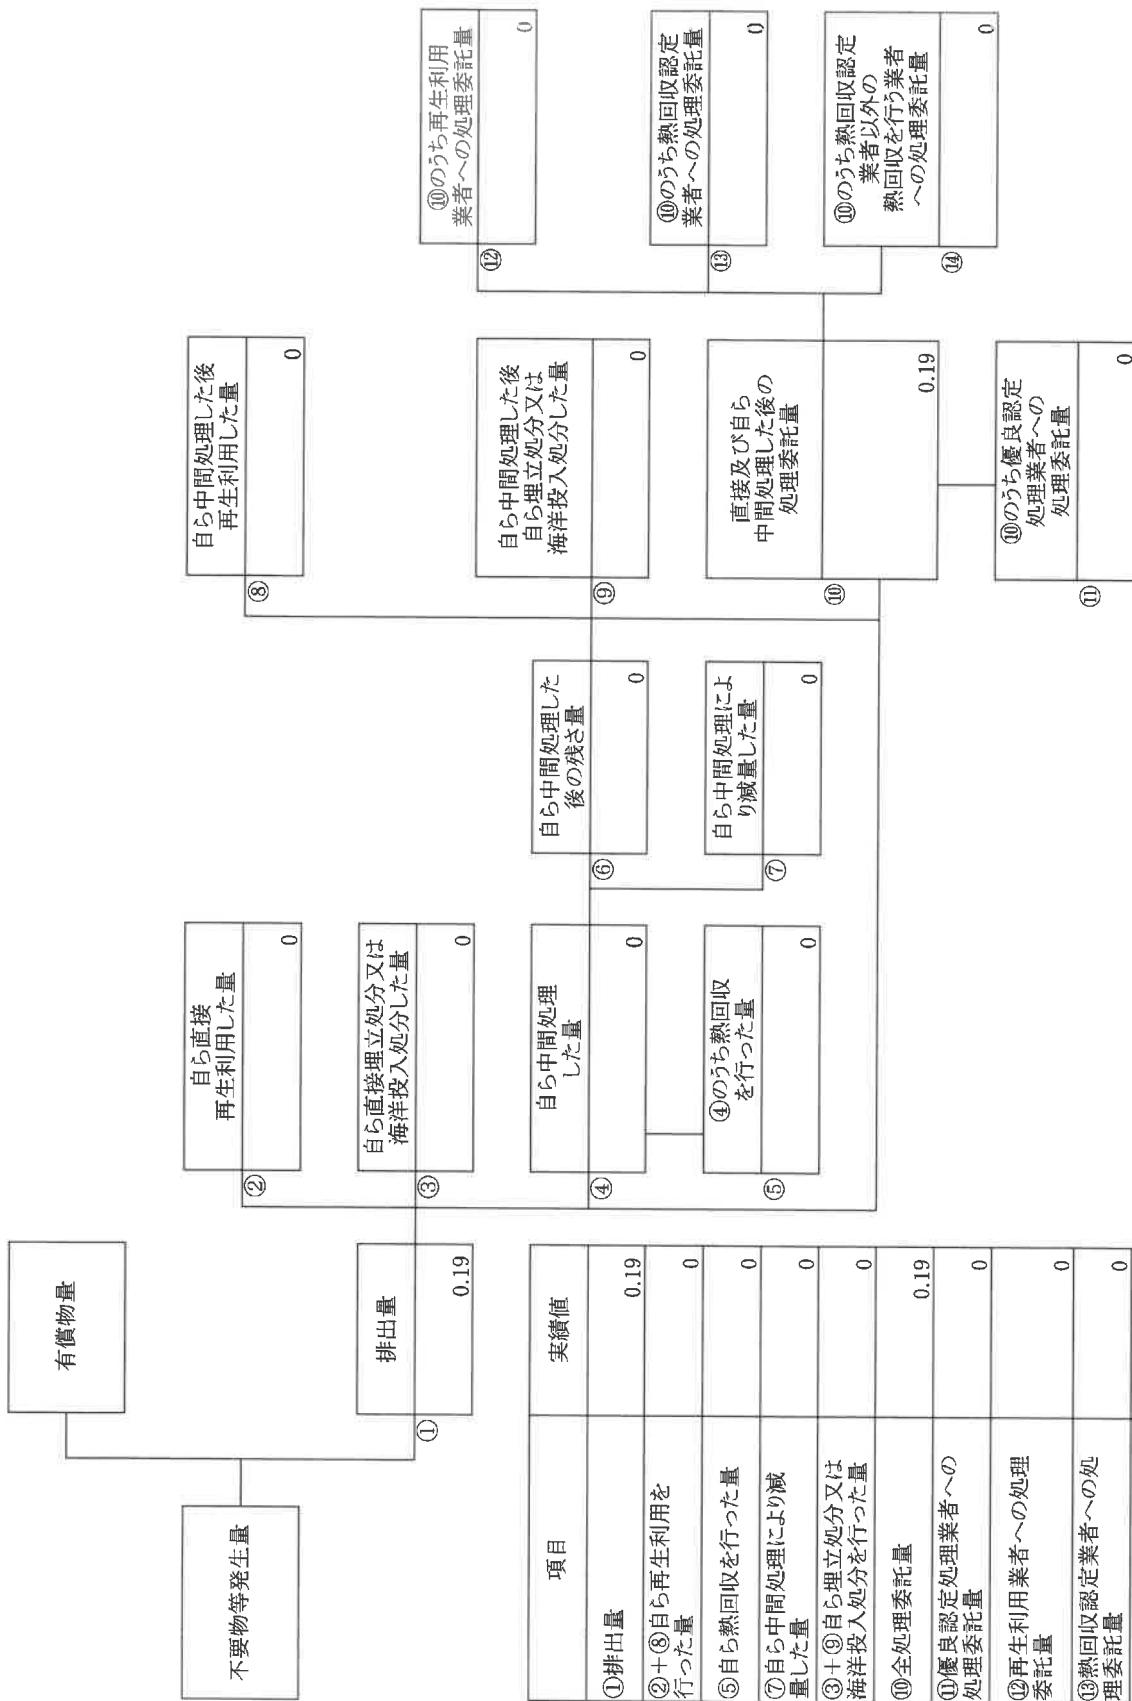 有償物量
不要物等発生量
排出量
①
0.19
自ら直接
再生利用した量
②
0
自ら直接埋立処分又は
海洋投入処分した量
③
0
自ら中間処理
した量
④
0
④のうち熱回収
を行った量
⑤
0
自ら中間処理した
後の残さ量
⑥
0
自ら中間処理によ
り減量した量
⑦
0
自ら中間処理した後
再生利用した量
⑧
0
自ら中間処理した後
自ら埋立処分又は
海洋投入処分した量
⑨
0
直接及び自ら
中間処理した後の
処理委託量
⑩
0.19
⑩のうち優良認定
処理業者への
処理委託量
⑪
0
⑩のうち再生利用
業者への処理委託量
⑫
0
⑩のうち熱回収認定
業者への処理委託量
⑬
0
⑩のうち熱回収認定
業者以外の
熱回収を行う業者
への処理委託量
⑭
0
項目 実績値
①排出量 0.19
②+⑧自ら再生利用を
行った量 0
⑤自ら熱回収を行った量 0
⑦自ら中間処理により減
量した量 0
③+⑨自ら埋立処分又は
海洋投入処分を行った量 0
⑩全処理委託量 0.19
⑪優良認定処理業者への
処理委託量 0
⑫再生利用業者への処理
委託量 0
⑬熱回収認定業者への処
理委託量 0